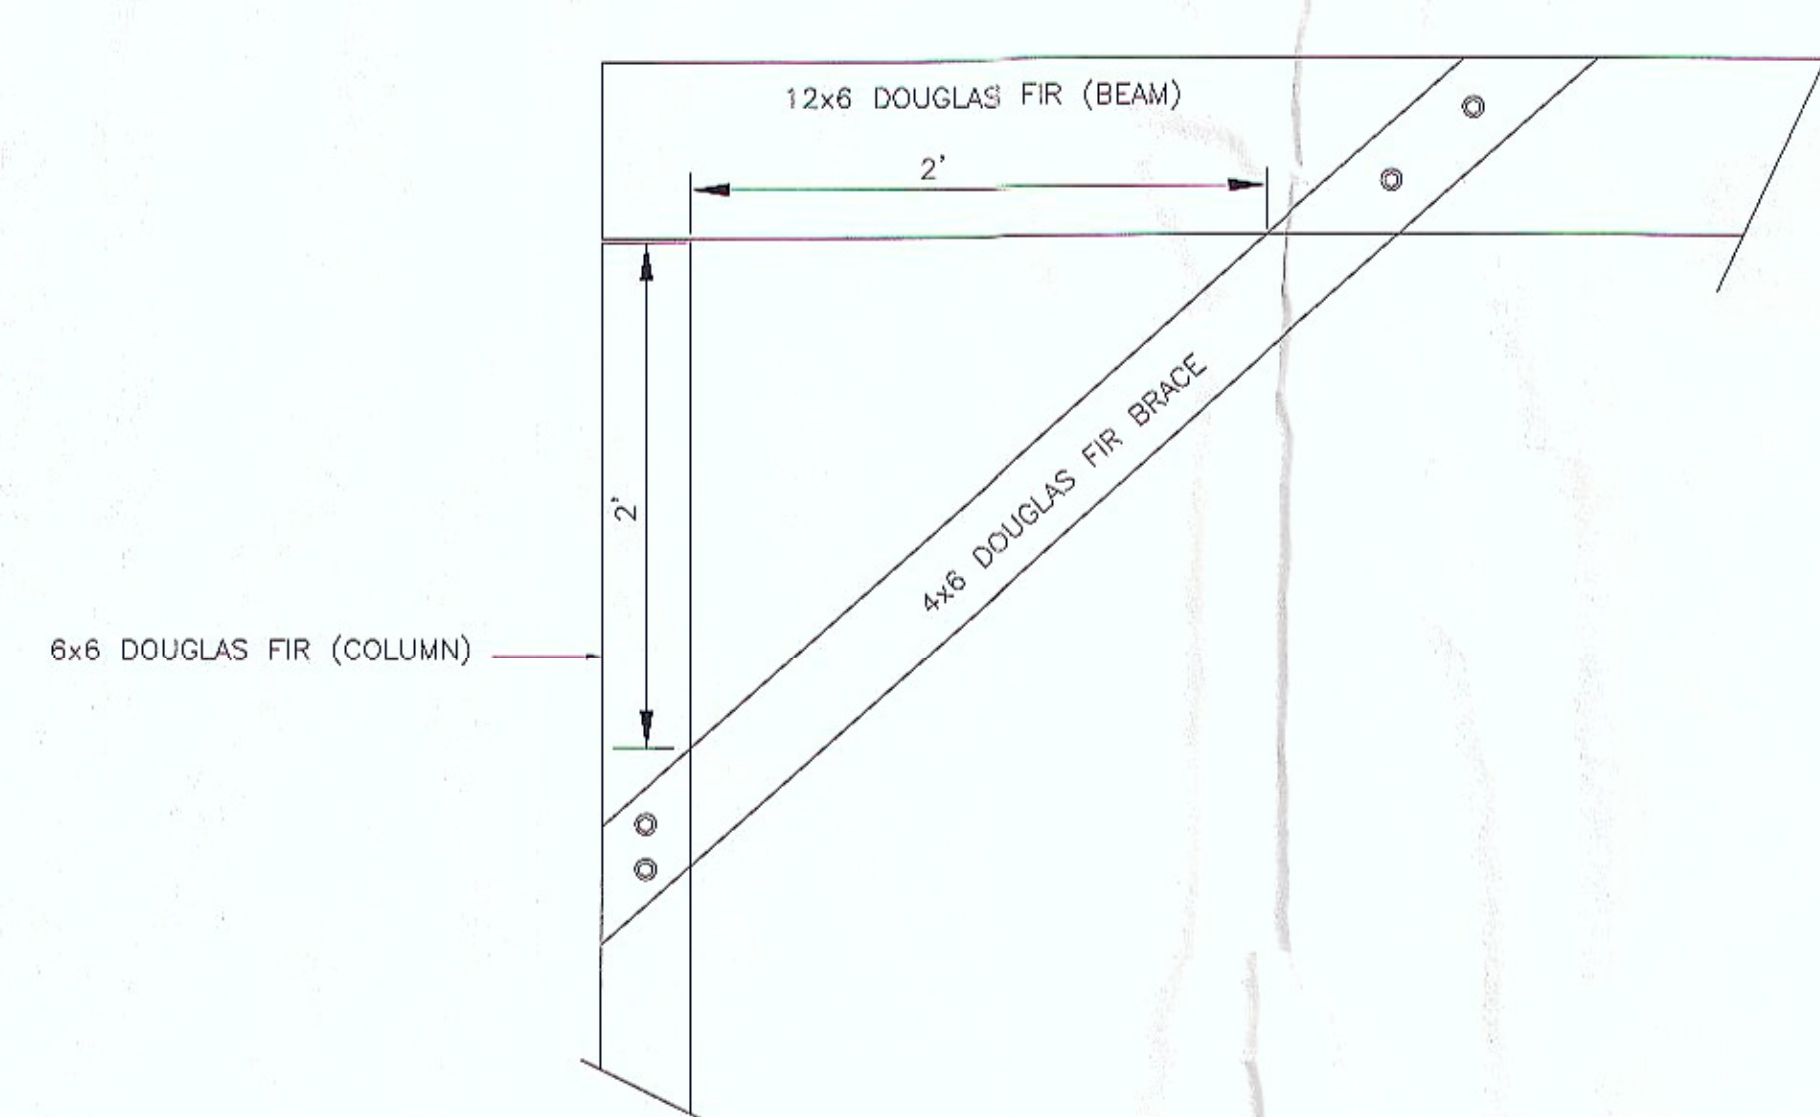 12x6 DOUGLAS FIR (BEAM)
2'
2'
4x6 DOUGLAS FIR BRACE
6x6 DOUGLAS FIR (COLUMN)